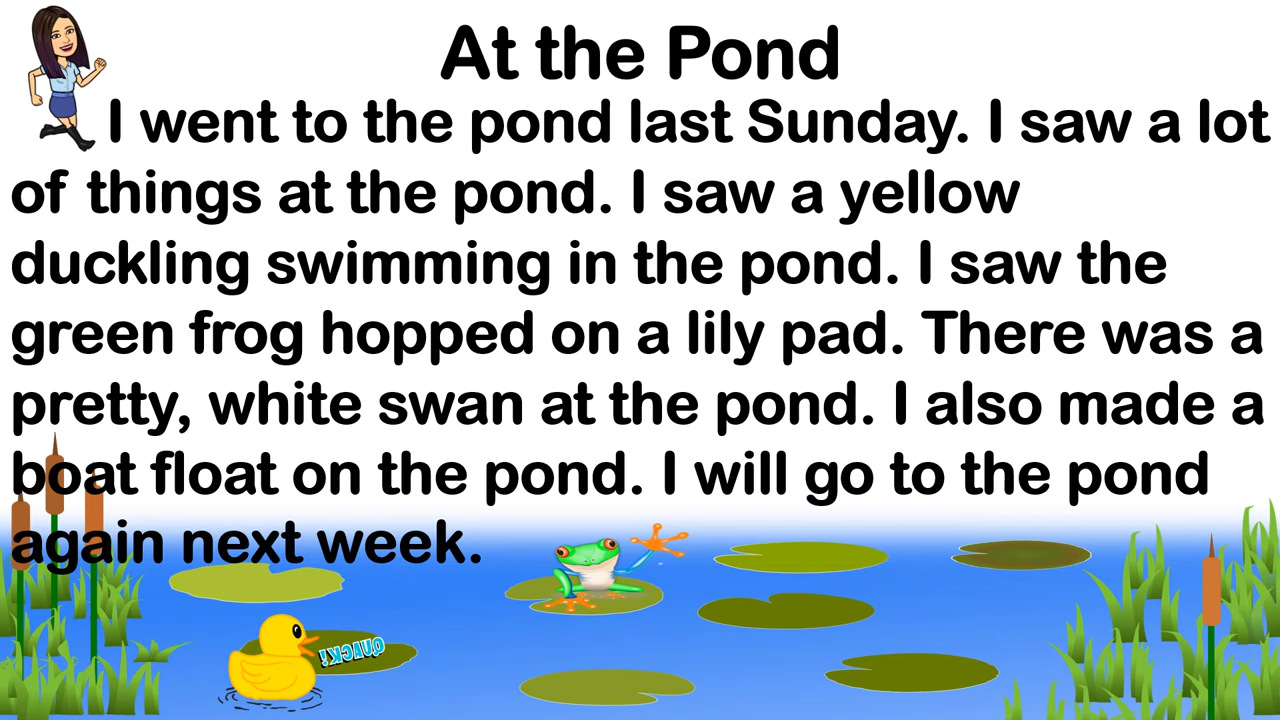 At the Pond
I went to the pond last Sunday. I saw a lot
of things at the pond. I saw a yellow
duckling swimming in the pond. I saw the
green frog hopped on a lily pad. There was a
pretty, white swan at the pond. I also made a
boat float on the pond. I will go to the pond
again next week.
QUACK!